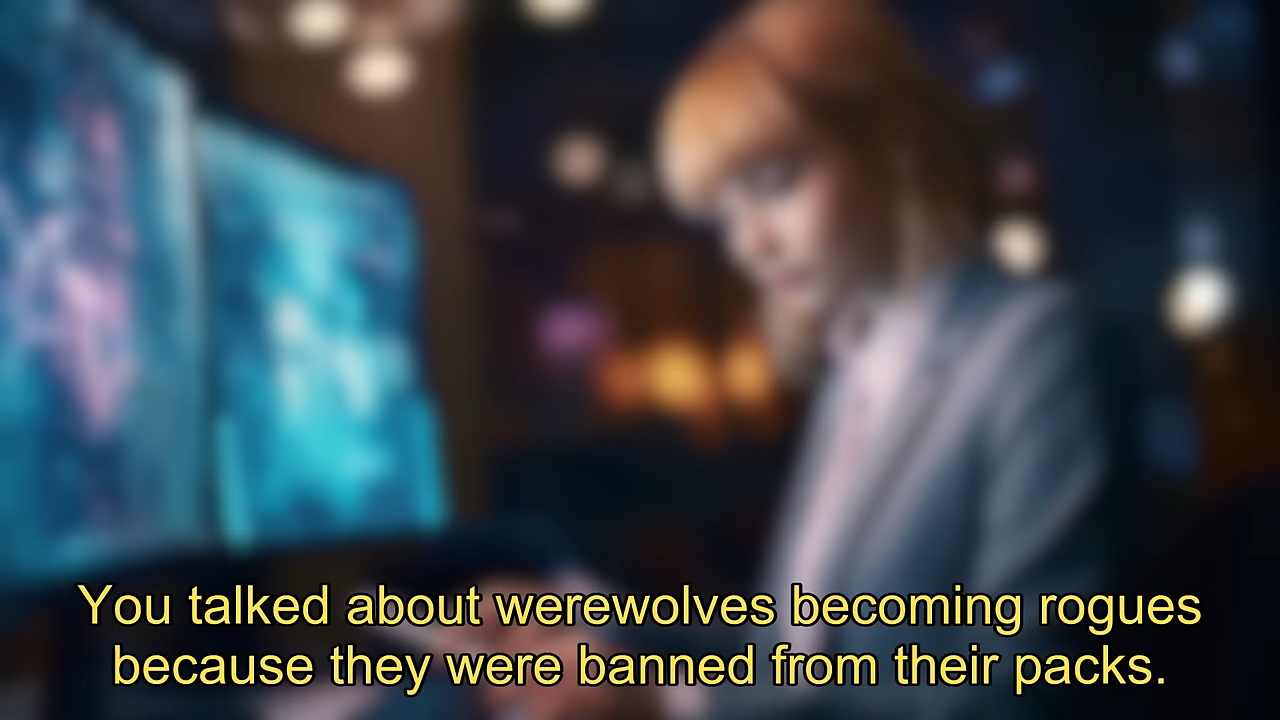 You talked about werewolves becoming rogues
because they were banned from their packs.